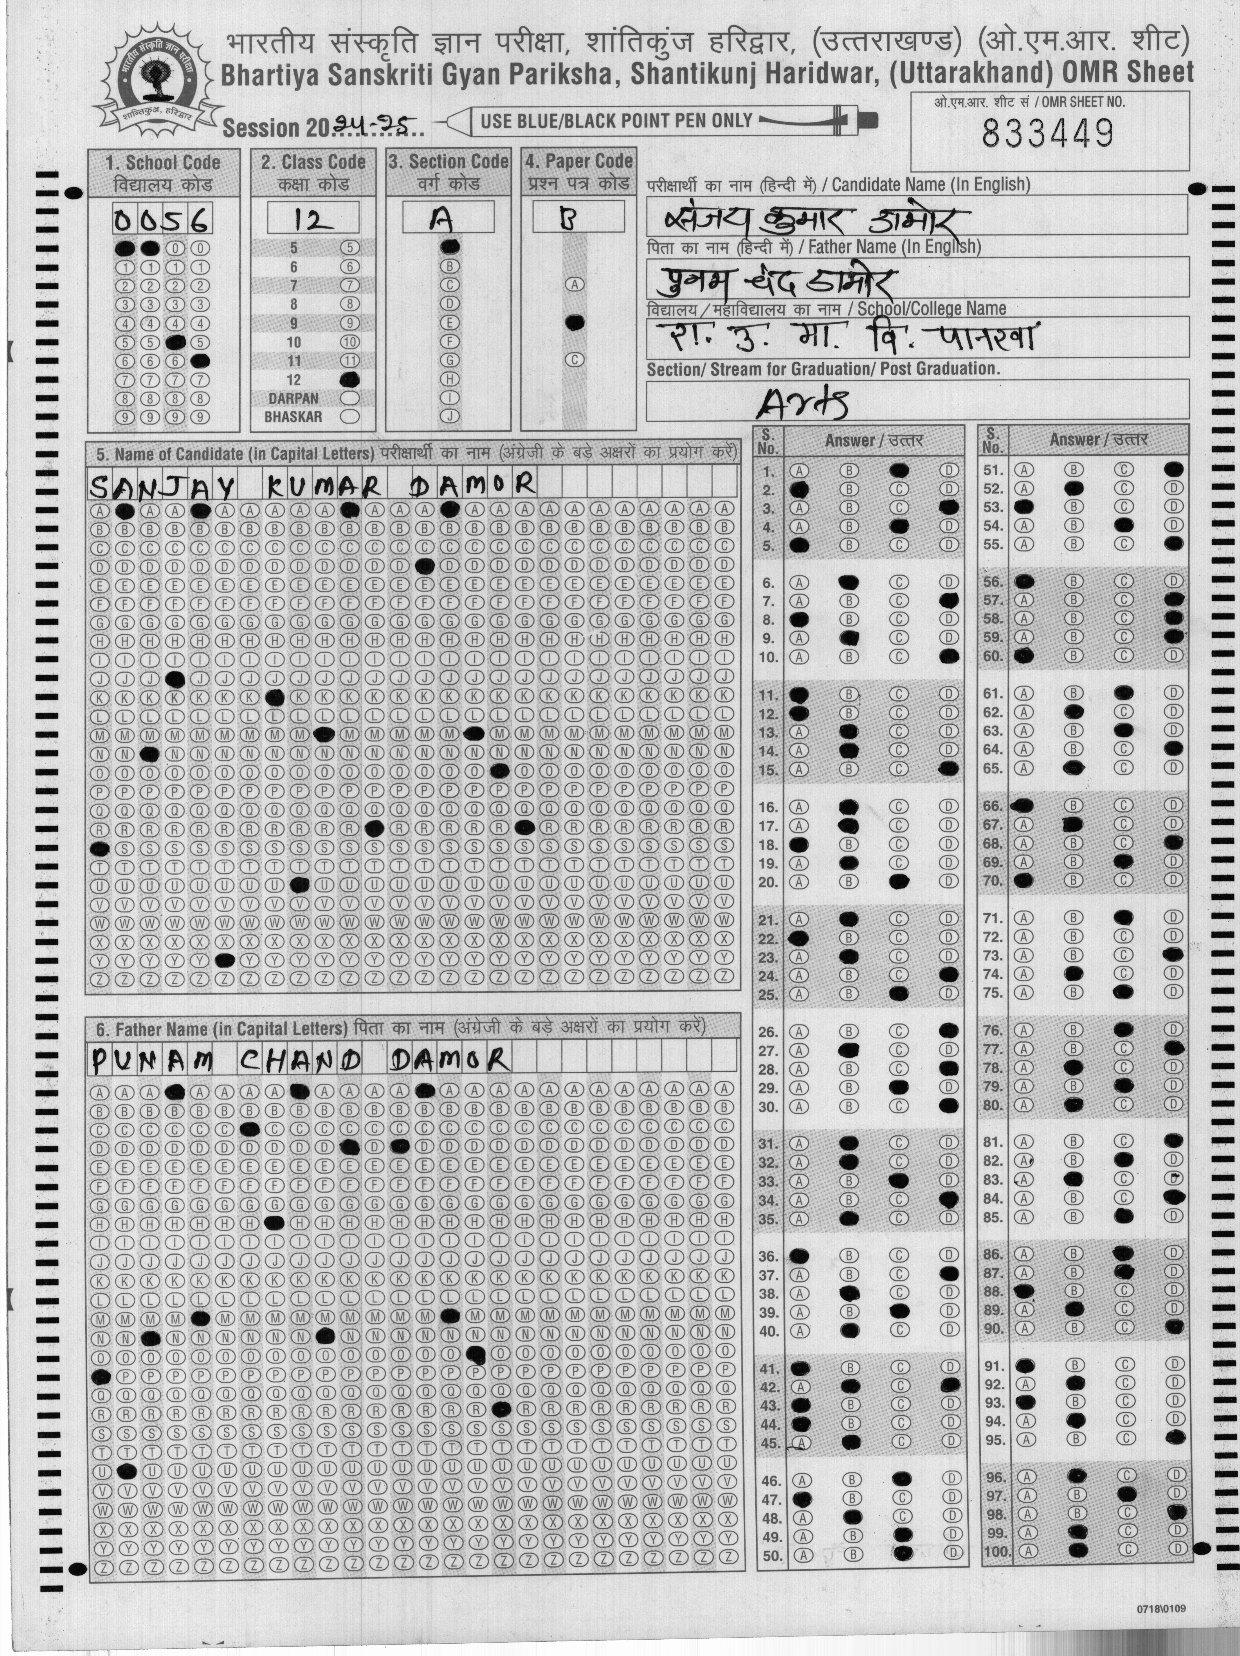 भारतीय संस्कृति ज्ञान परीक्षा, शांतिकुंज हरिद्वार, (उत्तराखण्ड) (ओ.एम.आर. शीट)
Bhartiya Sanskriti Gyan Pariksha, Shantikunj Haridwar, (Uttarakhand) OMR Sheet
Session 2024-25
USE BLUE/BLACK POINT PEN ONLY
ओ.एम.आर. शीट सं / OMR SHEET NO.
833449
1. School Code
विद्यालय कोड
0056
2. Class Code
कक्षा कोड
12
3. Section Code
वर्ग कोड
A
4. Paper Code
प्रश्न पत्र कोड
B
5
6
7
8
9
10
11
12
DARPAN
BHASKAR
परीक्षार्थी का नाम (हिन्दी में) / Candidate Name (In English)
संजय कुमार डामोर
पिता का नाम (हिन्दी में) / Father Name (In English)
पुनम चंद डामोर
विद्यालय / महाविद्यालय का नाम / School/College Name
रा. उ. मा. वि. पानरवा
Section/ Stream for Graduation/ Post Graduation.
Arts
5. Name of Candidate (in Capital Letters) परीक्षार्थी का नाम (अंग्रेजी के बड़े अक्षरों का प्रयोग करें)
SANJAY KUMAR DAMOR
6. Father Name (in Capital Letters) पिता का नाम (अंग्रेजी के बड़े अक्षरों का प्रयोग करें)
PUNAM CHAND DAMOR
S. No. Answer / उत्तर
S. No. Answer / उत्तर
0718\0109